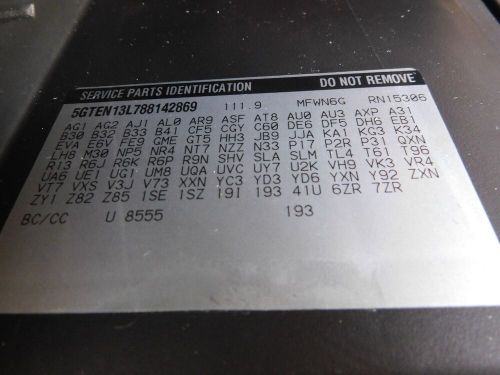 SERVICE PARTS IDENTIFICATION DO NOT REMOVE
5GTEN13L788142869 111.9 MFWN6G RN15306
AG1 AG2 AJ1 AL0 AR9 ASF AT8 AU0 AU3 AXP A31
B30 B32 B33 B41 CF5 CGY C60 DE6 DF6 DH6 EB1
EVA E6V FE9 GME GT5 HH3 JB9 JJA KA1 KG3 K34
LH8 M30 NP5 NR4 NT7 NZZ N33 P17 P2R P31 QXN
R13 R6J R6K R6P R9N SHV SLA SLM TL4 T61 T96
UA6 UE1 UG1 UM8 UQA UVC UY7 U2K VH9 VK3 VR4
VT7 VXS V3J V73 XXN YC3 YD3 YD6 YXN Y92 ZXN
ZY1 Z82 Z85 1SE 1SZ 19I 193 41U 6ZR 7ZR
BC/CC U 8555 193